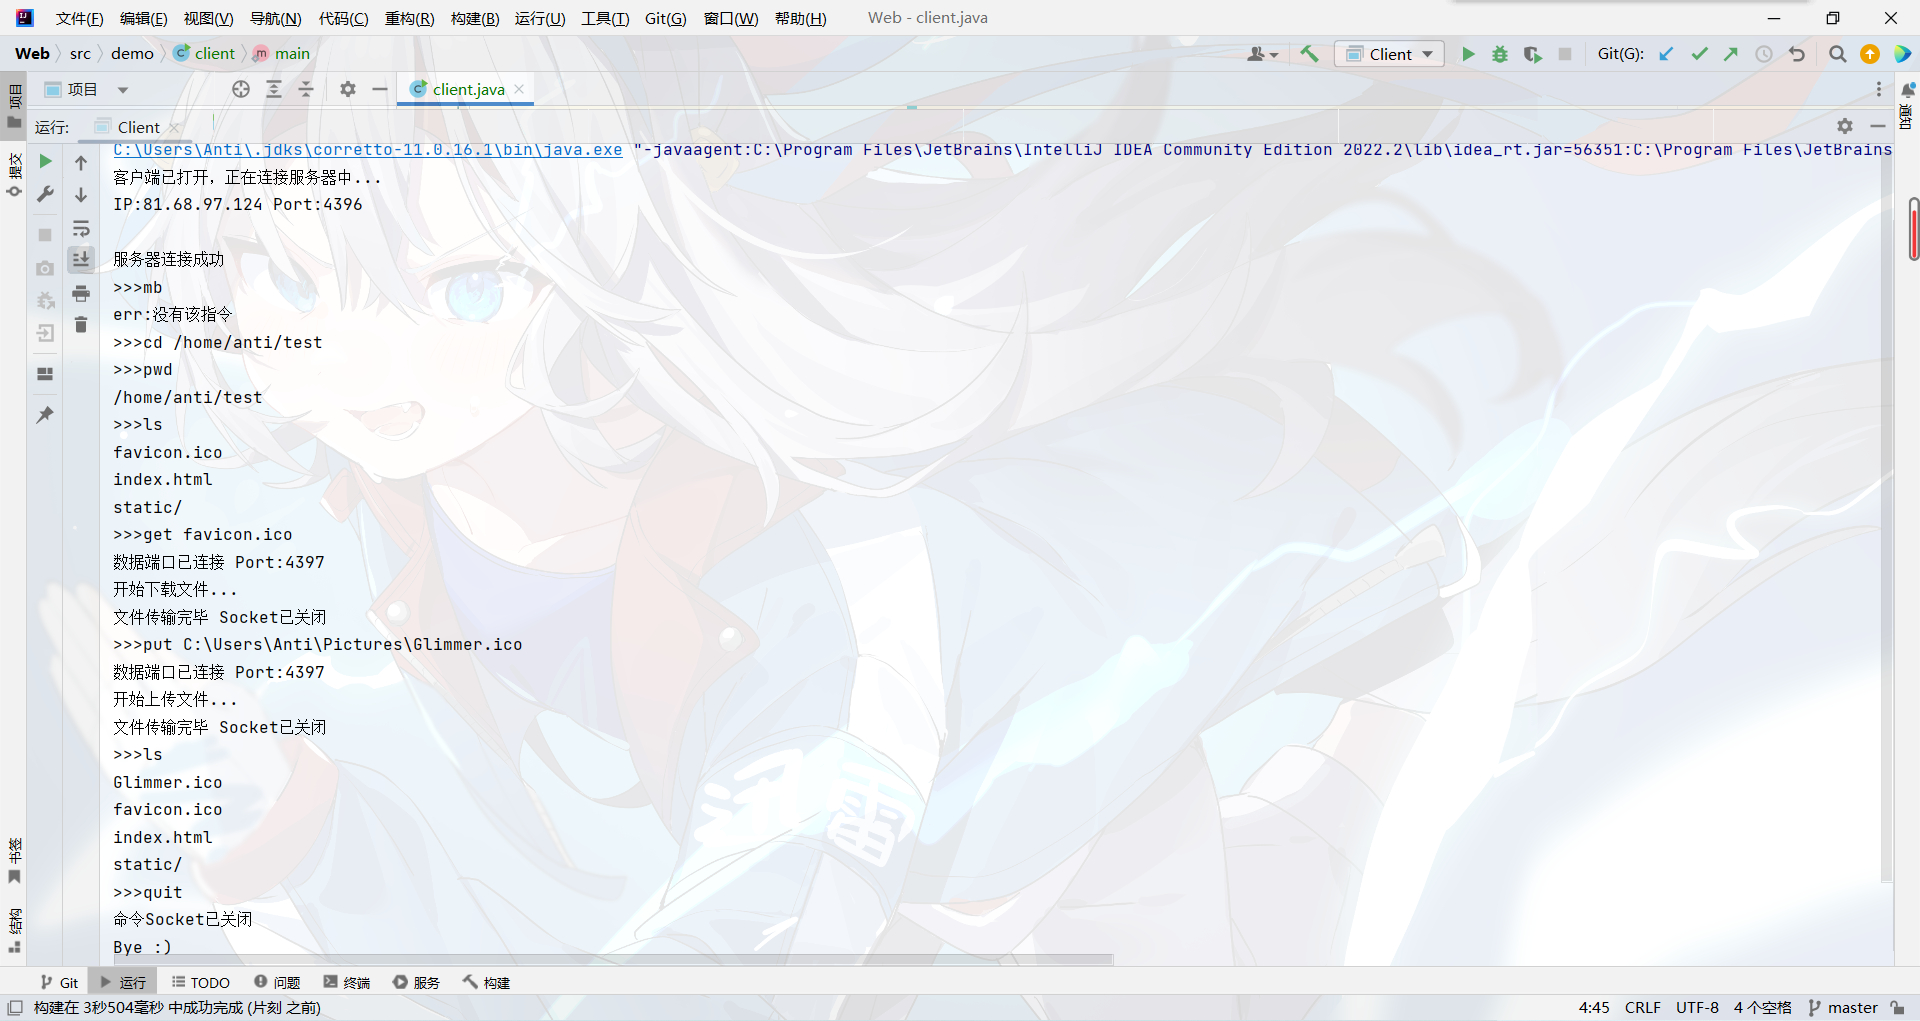 文件(F) 编辑(E) 视图(V) 导航(N) 代码(C) 重构(R) 构建(B) 运行(U) 工具(T) Git(G) 窗口(W) 帮助(H) Web - client.java
Web src demo client main Client Git(G):
项目 client.java
运行: Client
C:\Users\Anti\.jdks\corretto-11.0.16.1\bin\java.exe "-javaagent:C:\Program Files\JetBrains\IntelliJ IDEA Community Edition 2022.2\lib\idea_rt.jar=56351:C:\Program Files\JetBrains
客户端已打开，正在连接服务器中...
IP:81.68.97.124 Port:4396
服务器连接成功
>>>mb
err:没有该指令
>>>cd /home/anti/test
>>>pwd
/home/anti/test
>>>ls
favicon.ico
index.html
static/
>>>get favicon.ico
数据端口已连接 Port:4397
开始下载文件...
文件传输完毕 Socket已关闭
>>>put C:\Users\Anti\Pictures\Glimmer.ico
数据端口已连接 Port:4397
开始上传文件...
文件传输完毕 Socket已关闭
>>>ls
Glimmer.ico
favicon.ico
index.html
static/
>>>quit
命令Socket已关闭
Bye :)
项目
提交
书签
结构
通知
迅雷
Git 运行 TODO 问题 终端 服务 构建
构建在 3秒504毫秒 中成功完成 (片刻 之前) 4:45 CRLF UTF-8 4 个空格 master